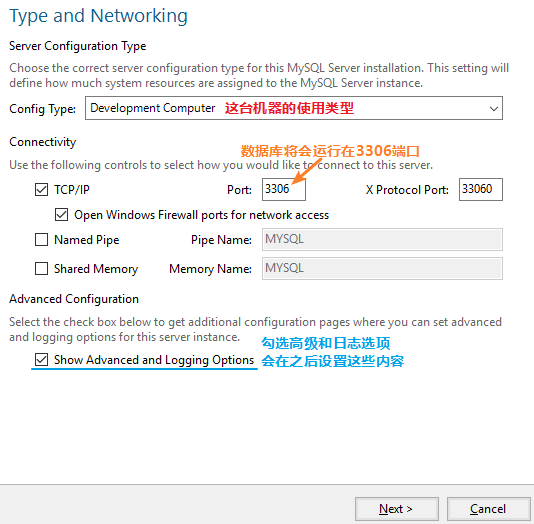 Type and Networking
Server Configuration Type
Choose the correct server configuration type for this MySQL Server installation. This setting will
define how much system resources are assigned to the MySQL Server instance.
Config Type: Development Computer 这台机器的使用类型
Connectivity
数据库将会运行在3306端口
Use the following controls to select how you would like to connect to this server.
TCP/IP Port: 3306 X Protocol Port: 33060
Open Windows Firewall ports for network access
Named Pipe Pipe Name: MYSQL
Shared Memory Memory Name: MYSQL
Advanced Configuration
Select the check box below to get additional configuration pages where you can set advanced
and logging options for this server instance.
勾选高级和日志选项
Show Advanced and Logging Options 会在之后设置这些内容
Next > Cancel